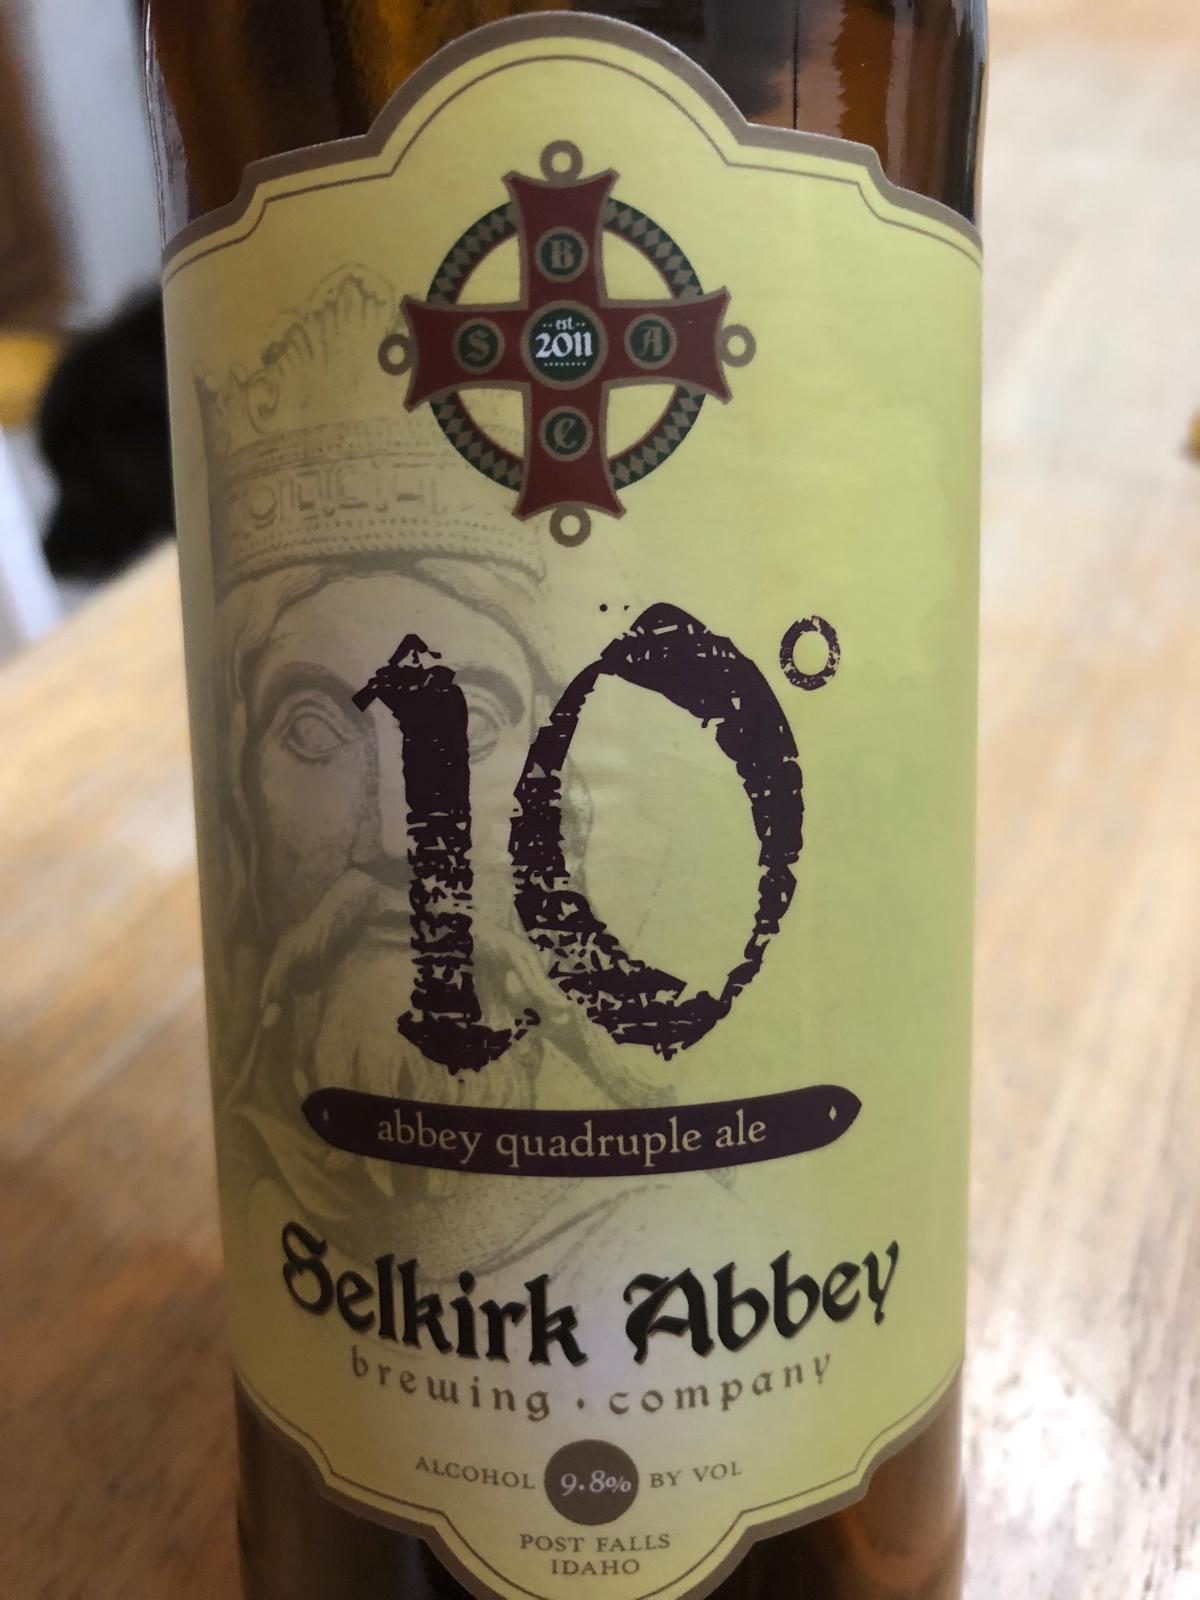 B
S est. 2011 A
C
10°
abbey quadruple ale
Selkirk Abbey
brewing · company
ALCOHOL 9.8% BY VOL
POST FALLS
IDAHO